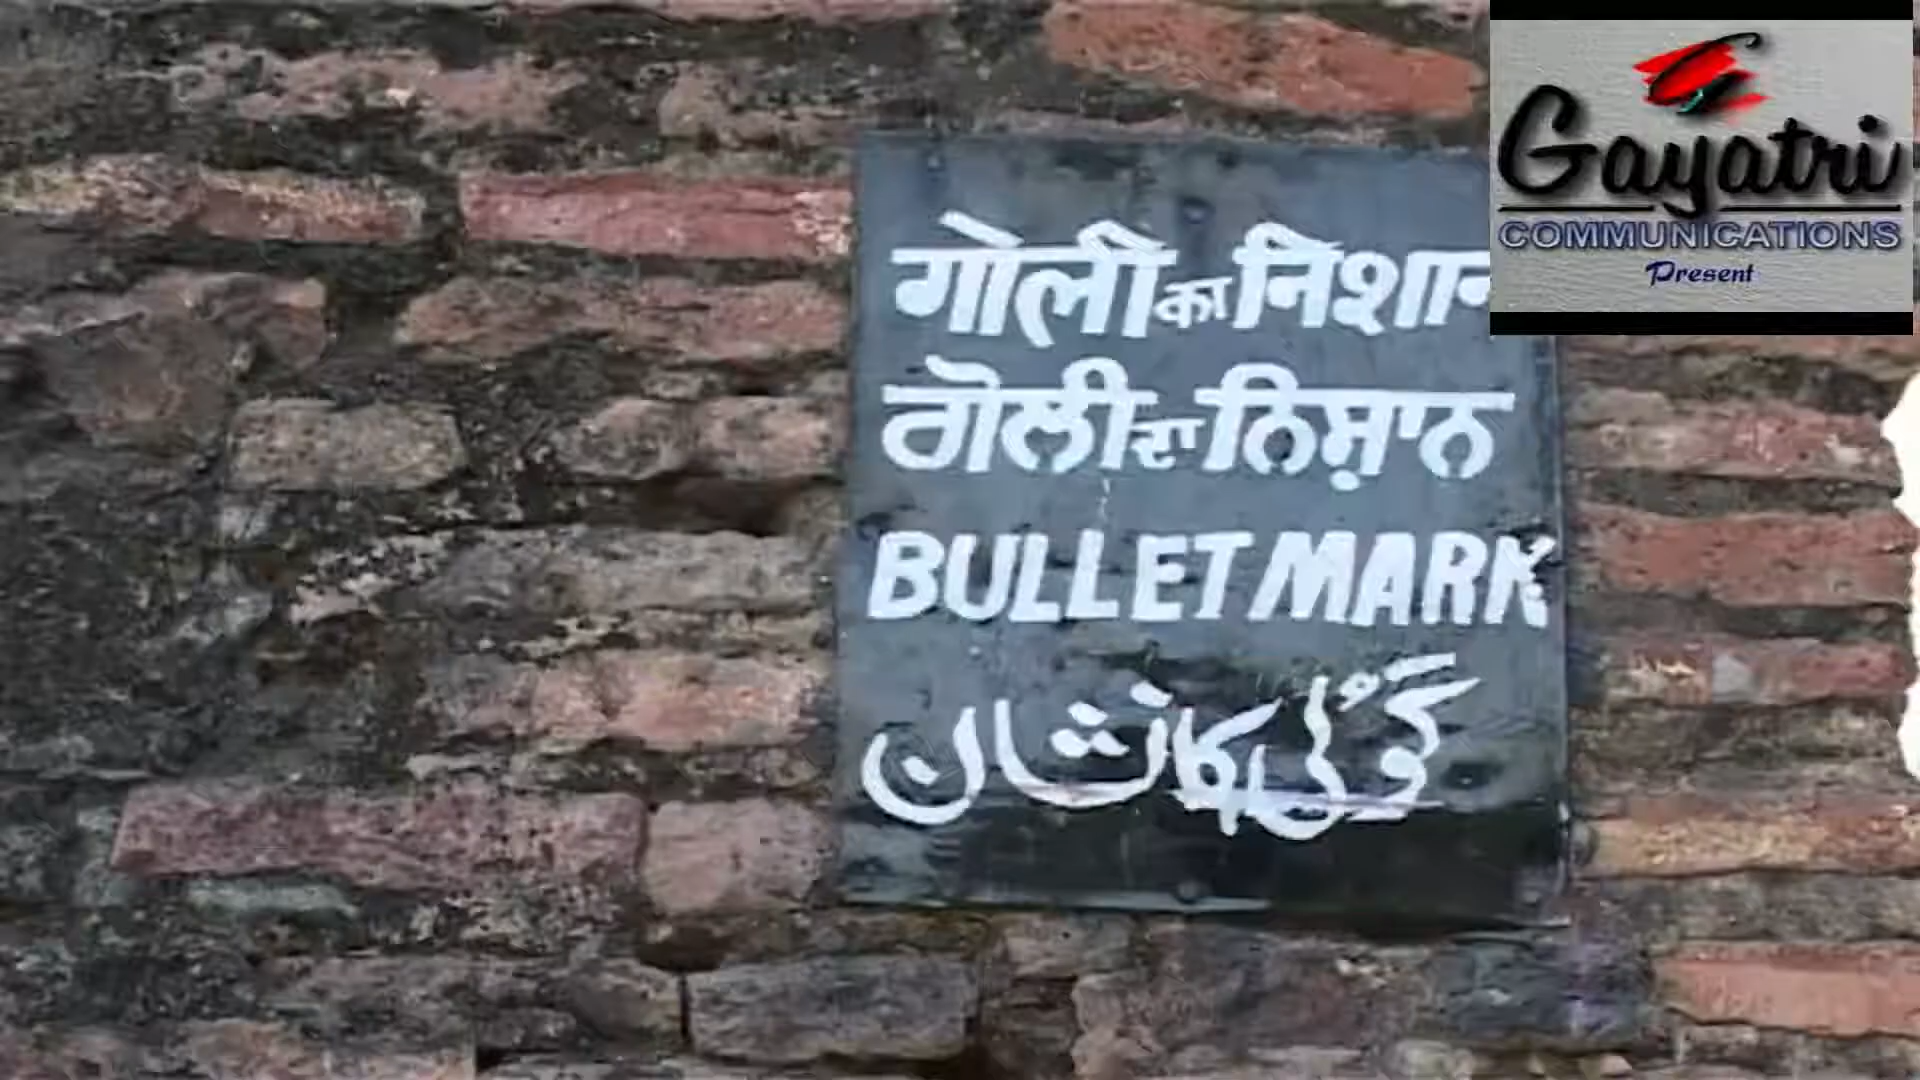 गोली का निशान
ਗੋਲੀ ਦਾ ਨਿਸ਼ਾਨ
BULLET MARK
گولی کا نشان
Gayatri
COMMUNICATIONS
Present